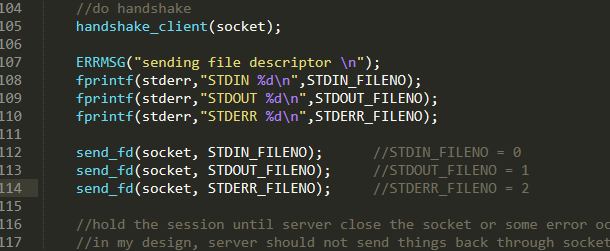 104 //do handshake
105 handshake_client(socket);
106
107 ERRMSG("sending file descriptor \n");
108 fprintf(stderr,"STDIN %d\n",STDIN_FILENO);
109 fprintf(stderr,"STDOUT %d\n",STDOUT_FILENO);
110 fprintf(stderr,"STDERR %d\n",STDERR_FILENO);
111
112 send_fd(socket, STDIN_FILENO); //STDIN_FILENO = 0
113 send_fd(socket, STDOUT_FILENO); //STDOUT_FILENO = 1
114 send_fd(socket, STDERR_FILENO); //STDERR_FILENO = 2
115
116 //hold the session until server close the socket or some error
117 //in my design, server should not send things back through socket